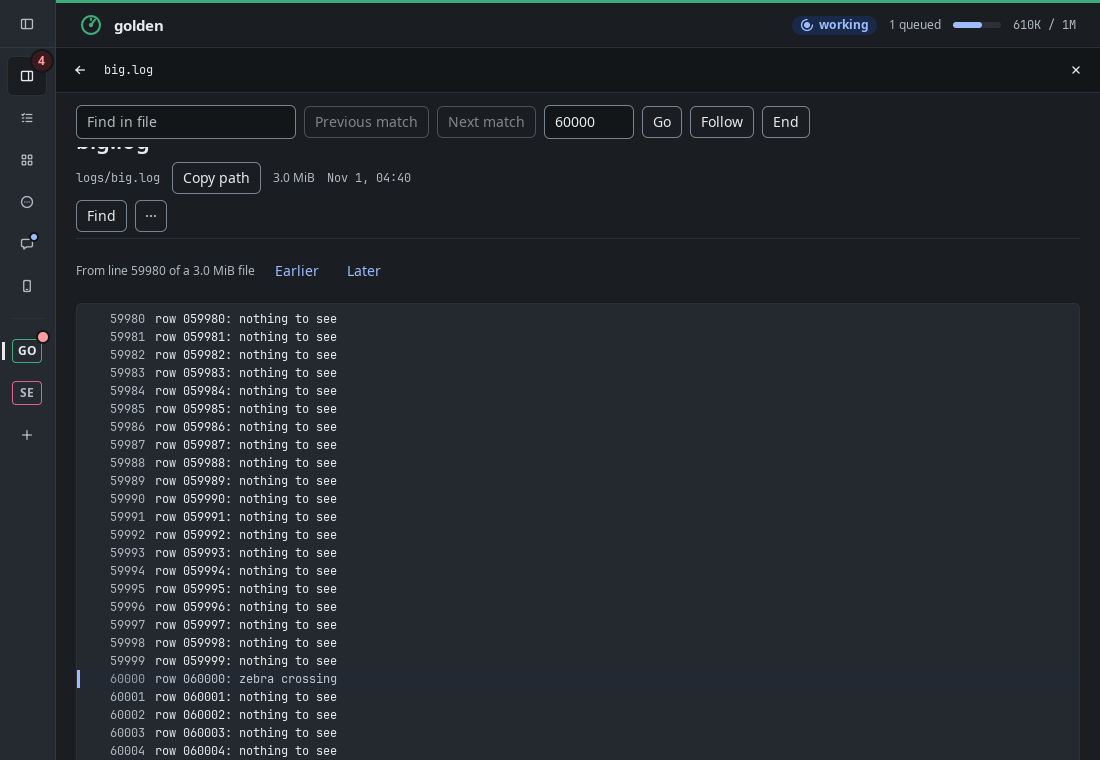 golden
working
1 queued
610K / 1M
4
big.log
Find in file
Previous match
Next match
60000
Go
Follow
End
big.log
logs/big.log
Copy path
3.0 MiB
Nov 1, 04:40
Find
...
From line 59980 of a 3.0 MiB file
Earlier
Later
GO
SE
59980 row 059980: nothing to see
59981 row 059981: nothing to see
59982 row 059982: nothing to see
59983 row 059983: nothing to see
59984 row 059984: nothing to see
59985 row 059985: nothing to see
59986 row 059986: nothing to see
59987 row 059987: nothing to see
59988 row 059988: nothing to see
59989 row 059989: nothing to see
59990 row 059990: nothing to see
59991 row 059991: nothing to see
59992 row 059992: nothing to see
59993 row 059993: nothing to see
59994 row 059994: nothing to see
59995 row 059995: nothing to see
59996 row 059996: nothing to see
59997 row 059997: nothing to see
59998 row 059998: nothing to see
59999 row 059999: nothing to see
60000 row 060000: zebra crossing
60001 row 060001: nothing to see
60002 row 060002: nothing to see
60003 row 060003: nothing to see
60004 row 060004: nothing to see